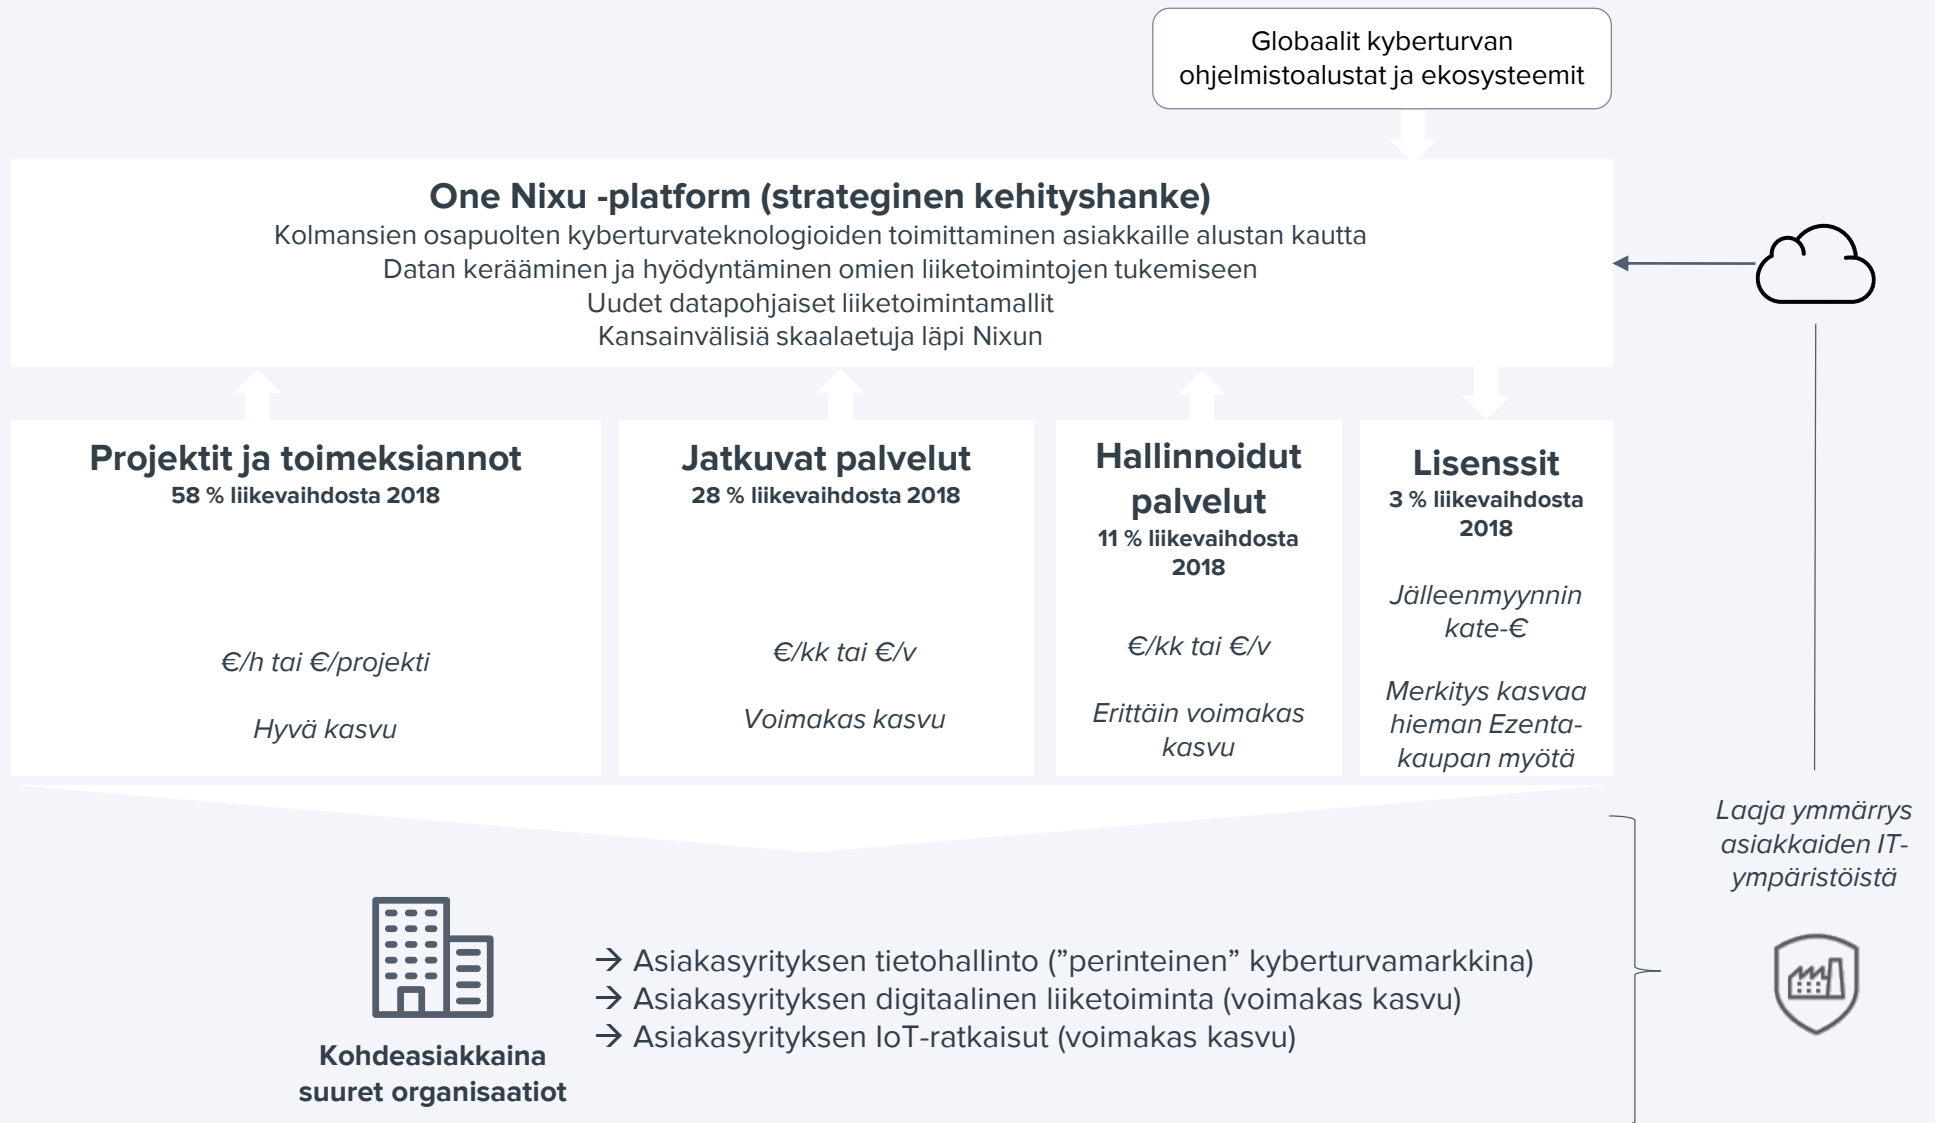 Globaalit kyberturvan
ohjelmistoalustat ja ekosysteemit
One Nixu -platform (strateginen kehityshanke)
Kolmansien osapuolten kyberturvateknologioiden toimittaminen asiakkaille alustan kautta
Datan kerääminen ja hyödyntäminen omien liiketoimintojen tukemiseen
Uudet datapohjaiset liiketoimintamallit
Kansainvälisiä skaalaetuja läpi Nixun
Projektit ja toimeksiannot
58 % liikevaihdosta 2018
€/h tai €/projekti
Hyvä kasvu
Jatkuvat palvelut
28 % liikevaihdosta 2018
€/kk tai €/v
Voimakas kasvu
Hallinnoidut
palvelut
11 % liikevaihdosta
2018
€/kk tai €/v
Erittäin voimakas
kasvu
Lisenssit
3 % liikevaihdosta
2018
Jälleenmyynnin
kate-€
Merkitys kasvaa
hieman Ezenta-
kaupan myötä
Laaja ymmärrys
asiakkaiden IT-
ympäristöistä
Kohdeasiakkaina
suuret organisaatiot
→ Asiakasyrityksen tietohallinto (”perinteinen” kyberturvamarkkina)
→ Asiakasyrityksen digitaalinen liiketoiminta (voimakas kasvu)
→ Asiakasyrityksen IoT-ratkaisut (voimakas kasvu)